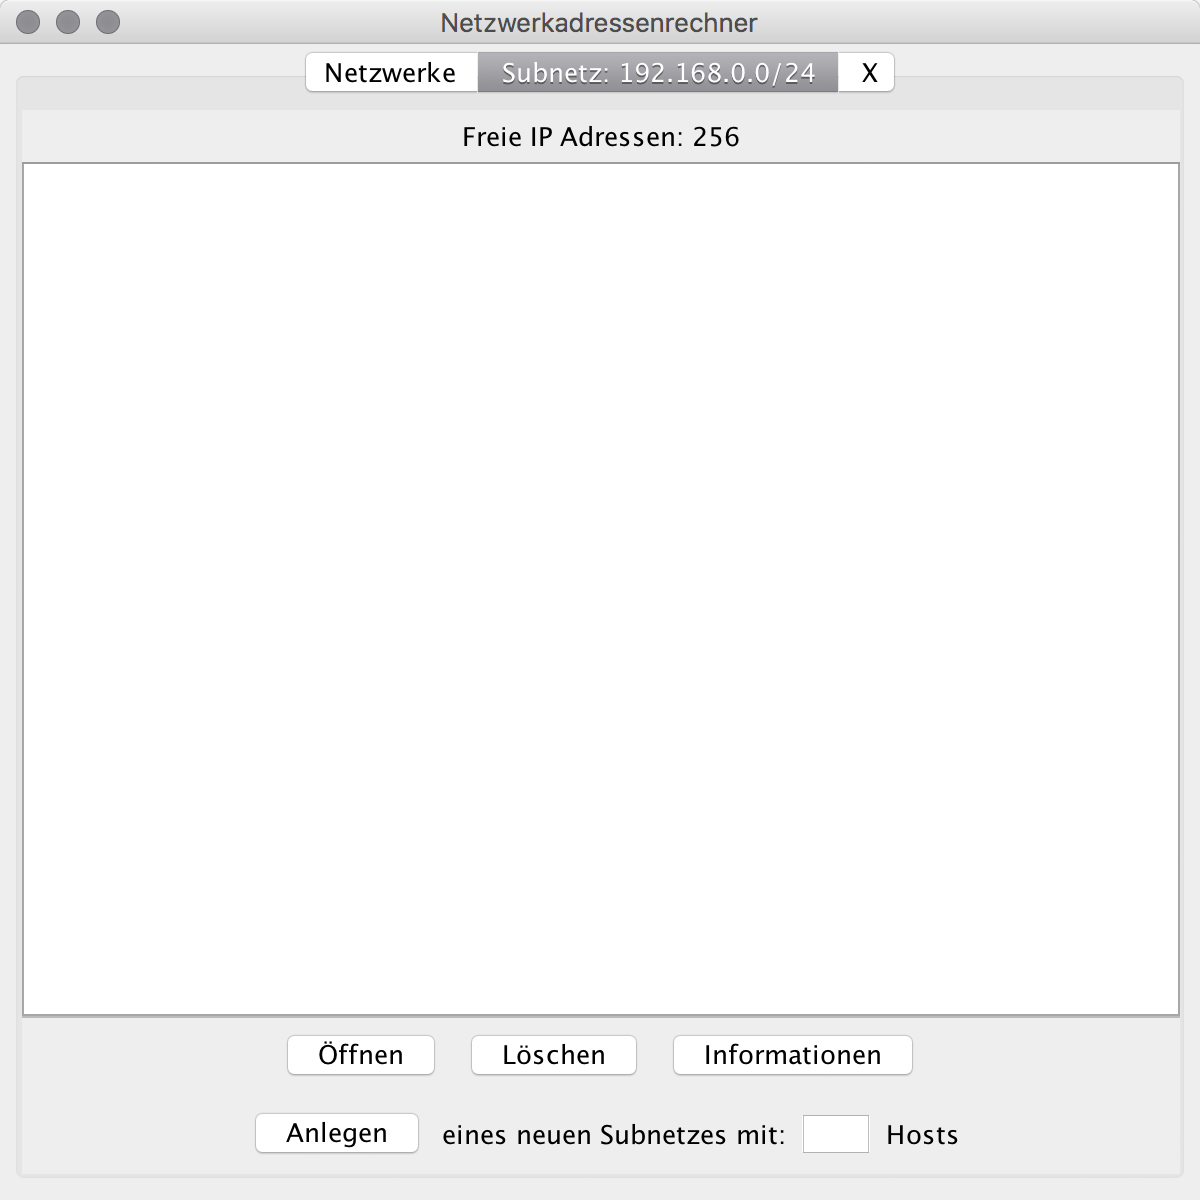 Netzwerkadressenrechner
Netzwerke Subnetz: 192.168.0.0/24 X
Freie IP Adressen: 256
Öffnen Löschen Informationen
Anlegen eines neuen Subnetzes mit: Hosts